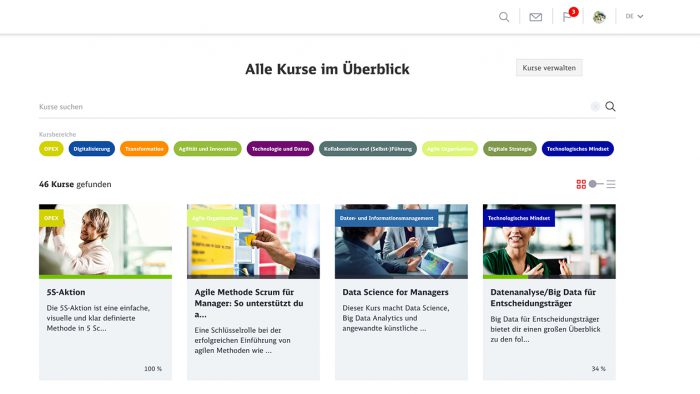 3
DE
Alle Kurse im Überblick
Kurse verwalten
Kurse suchen
Kursbereiche
OPEX Digitalisierung Transformation Agilität und Innovation Technologie und Daten Kollaboration und (Selbst-)Führung Agile Organisation Digitale Strategie Technologisches Mindset
46 Kurse gefunden
OPEX
5S-Aktion
Die 5S-Aktion ist eine einfache,
visuelle und klar definierte
Methode in 5 Sc...
100 %
Agile Organisation
Agile Methode Scrum für
Manager: So unterstützt du
a...
Eine Schlüsselrolle bei der
erfolgreichen Einführung von
agilen Methoden wie ...
Daten- und Informationsmanagement
Data Science for Managers
Dieser Kurs macht Data Science,
Big Data Analytics und
angewandte künstliche ...
Technologisches Mindset
Datenanalyse/Big Data für
Entscheidungsträger
Big Data für Entscheidungsträger
bietet dir einen großen Überblick
zu den fol...
34 %